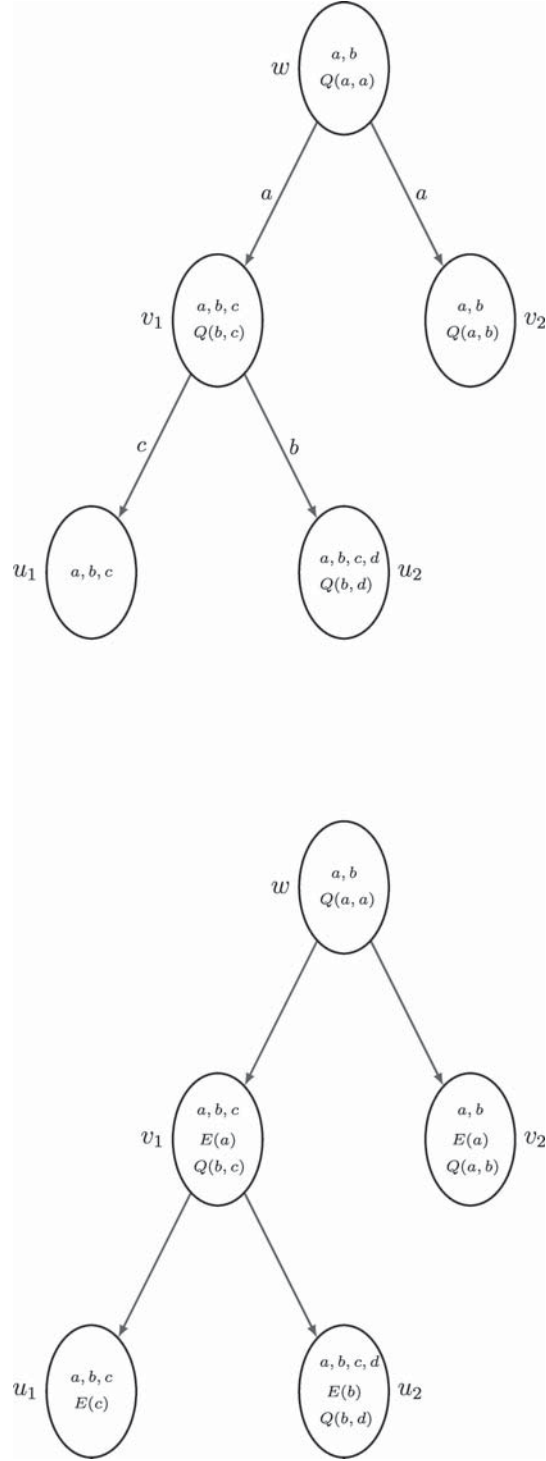 w
a, b
Q(a, a)
a
a
v₁
a, b, c
Q(b, c)
a, b
Q(a, b)
v₂
c
b
u₁
a, b, c
a, b, c, d
Q(b, d)
u₂
w
a, b
Q(a, a)
v₁
a, b, c
E(a)
Q(b, c)
a, b
E(a)
Q(a, b)
v₂
u₁
a, b, c
E(c)
a, b, c, d
E(b)
Q(b, d)
u₂